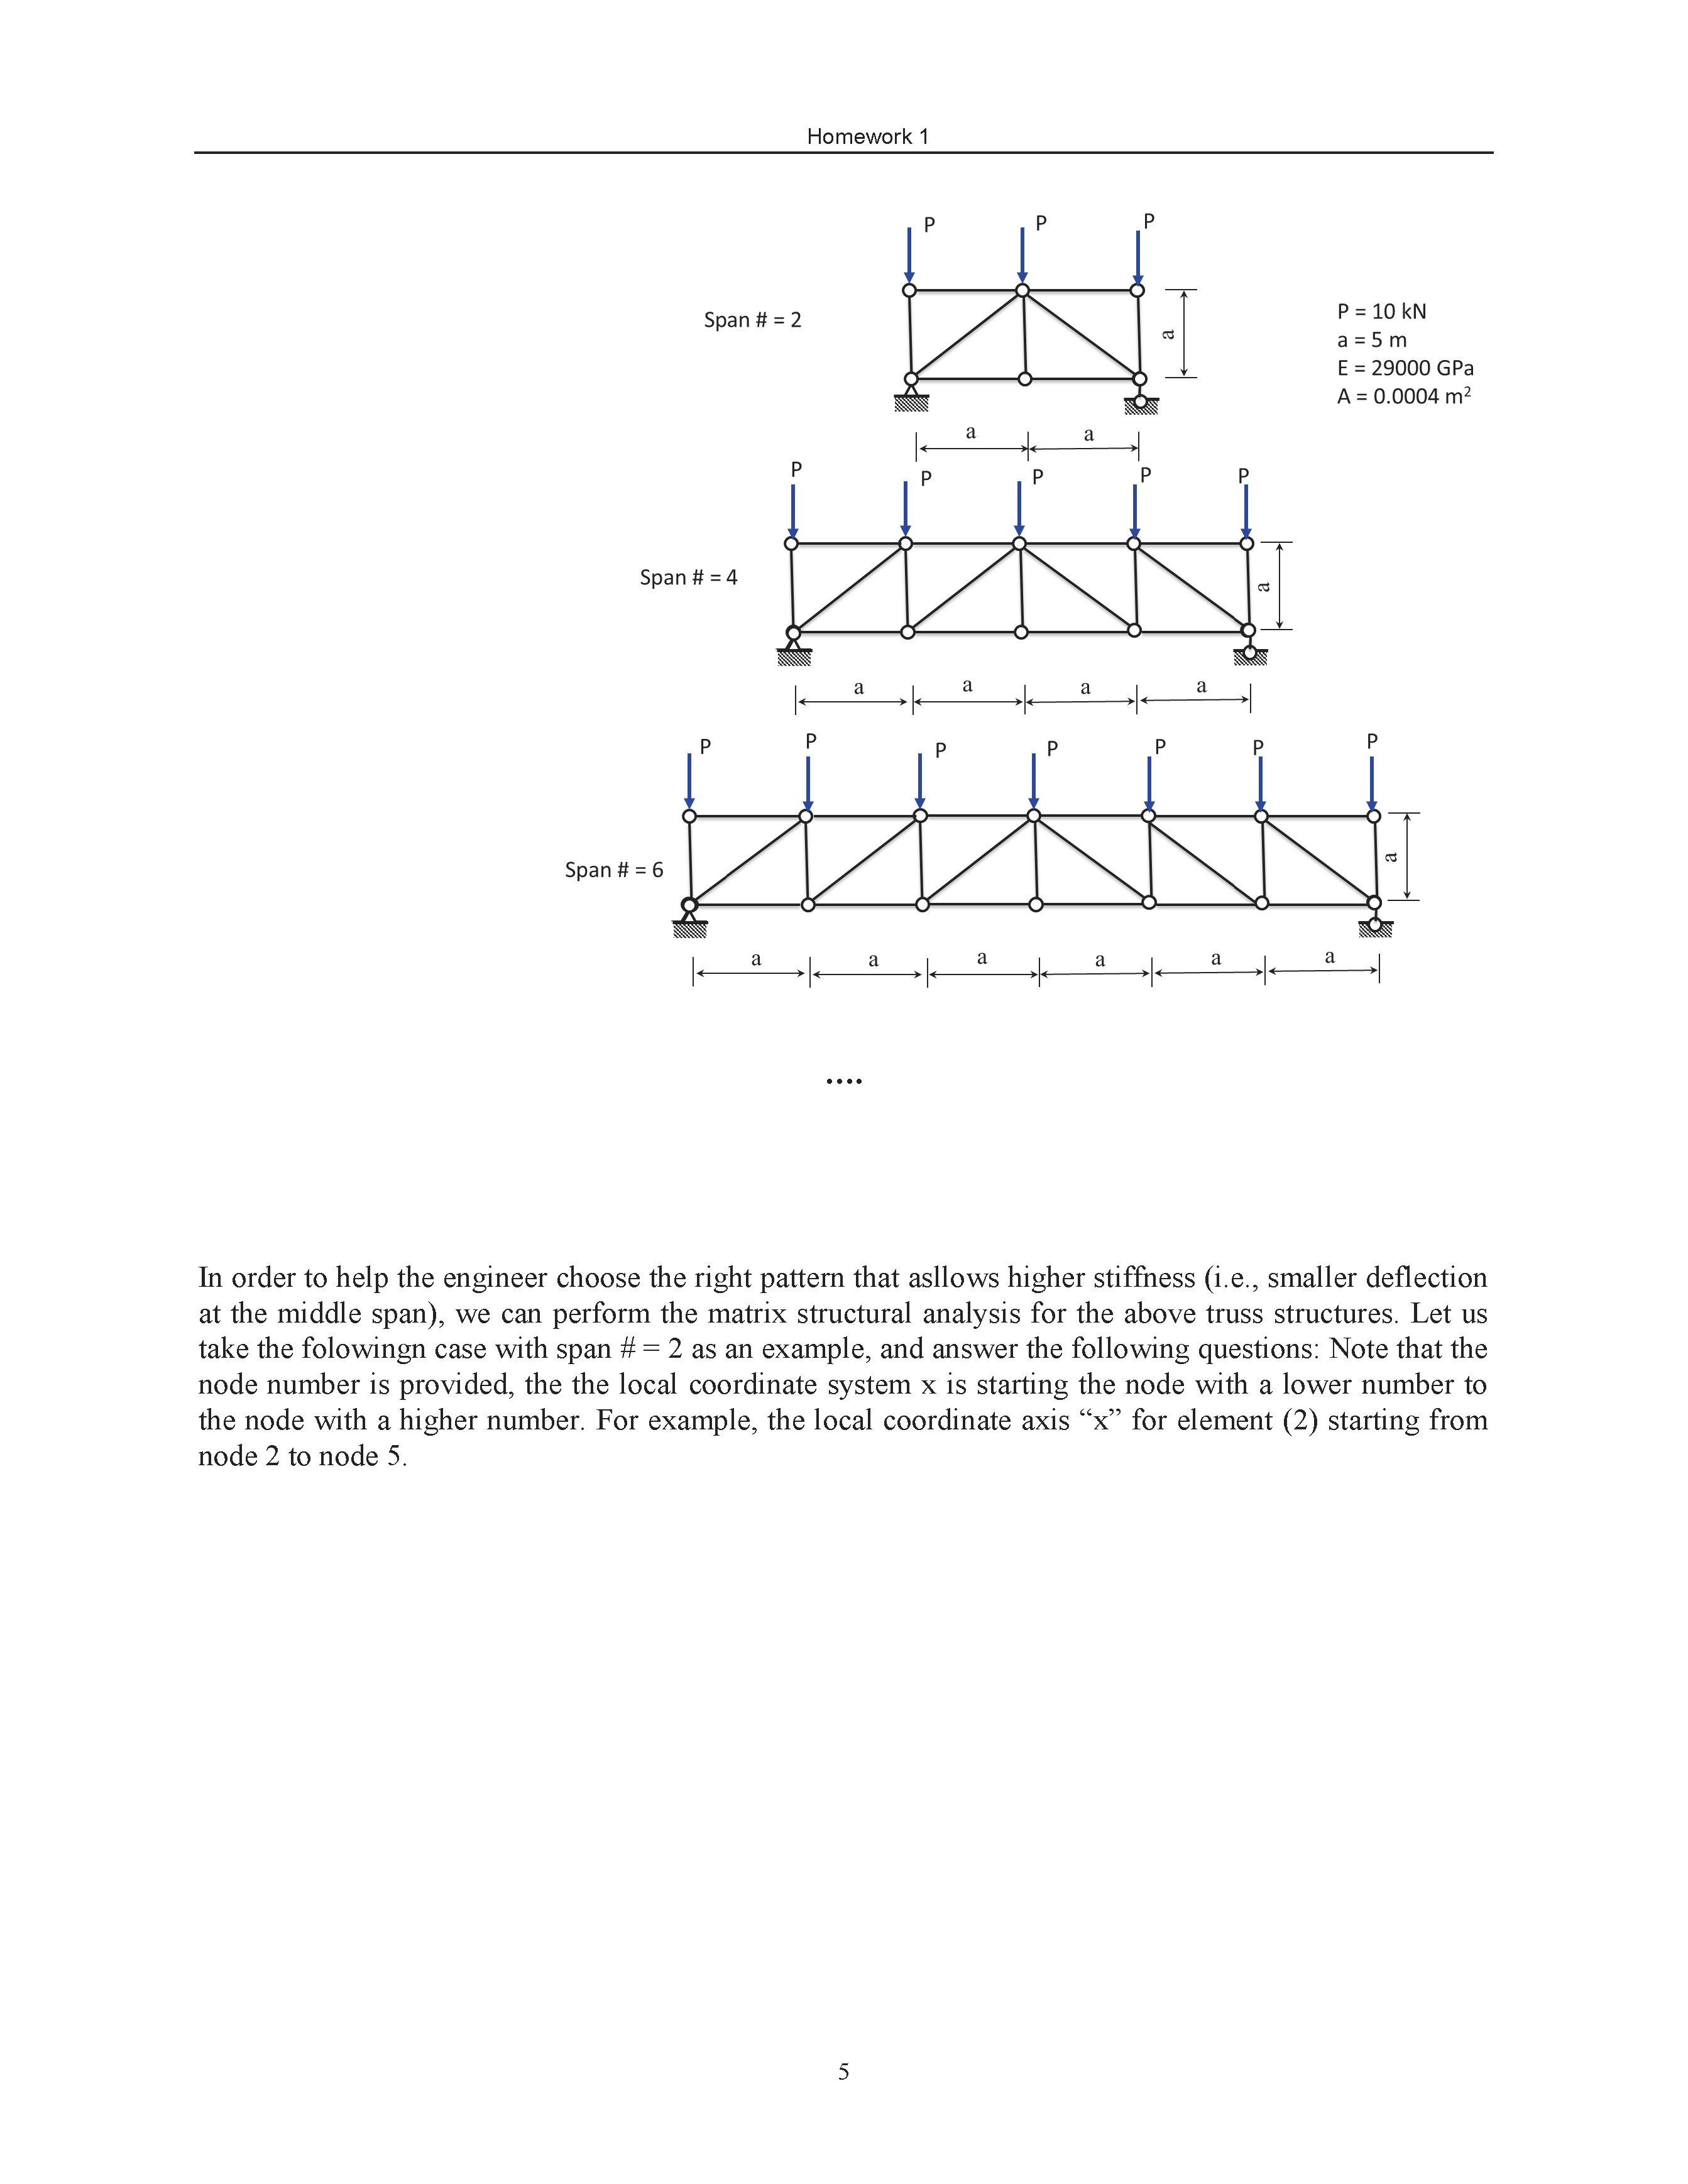 Homework 1
P P P
Span # = 2
a
P = 10 kN
a = 5 m
E = 29000 GPa
A = 0.0004 m²
a a
P P P P P
Span # = 4
a
a a a a
P P P P P P P
Span # = 6
a
a a a a a a
....
In order to help the engineer choose the right pattern that asllows higher stiffness (i.e., smaller deflection
at the middle span), we can perform the matrix structural analysis for the above truss structures. Let us
take the folowingn case with span # = 2 as an example, and answer the following questions: Note that the
node number is provided, the the local coordinate system x is starting the node with a lower number to
the node with a higher number. For example, the local coordinate axis “x” for element (2) starting from
node 2 to node 5.
5